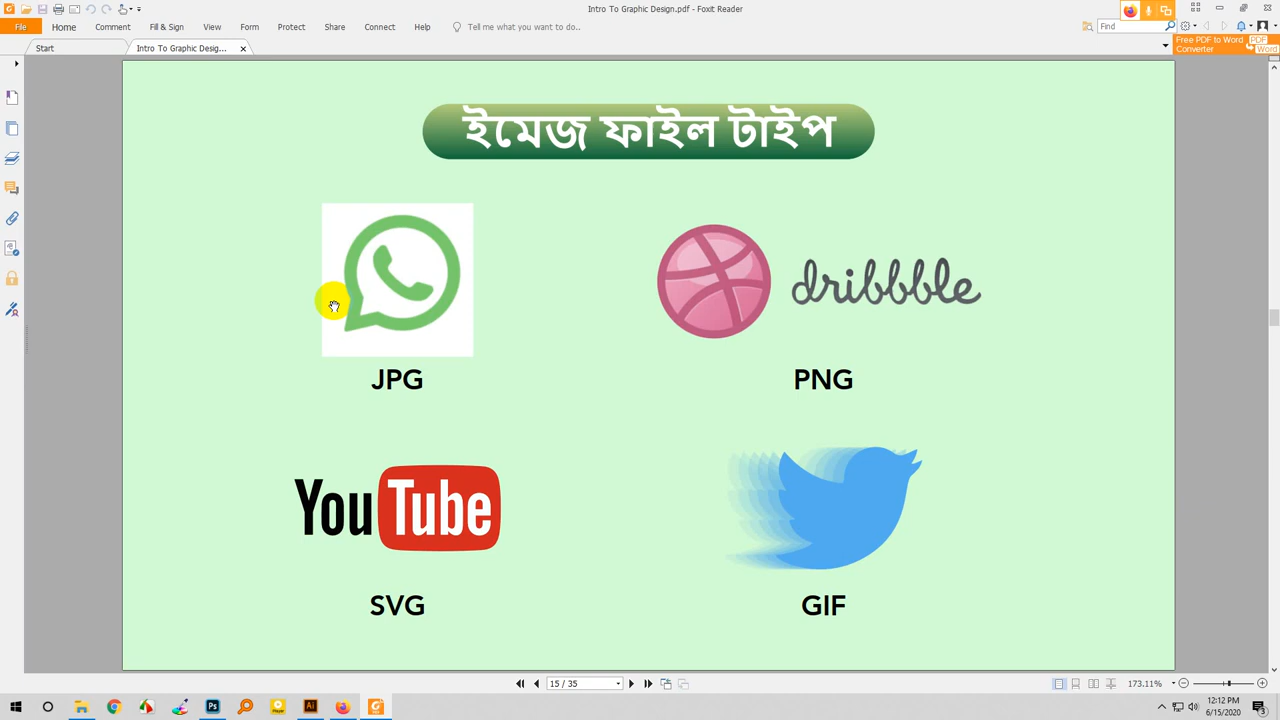 Intro To Graphic Design.pdf - Foxit Reader
File Home Comment Fill & Sign View Form Protect Share Connect Help Tell me what you want to do..
Find
Start Intro To Graphic Desig...
Free PDF to Word
Converter
PDF
Word
ইমেজ ফাইল টাইপ
dribbble
JPG PNG
YouTube
SVG GIF
15 / 35
173.11%
12:12 PM
6/15/2020